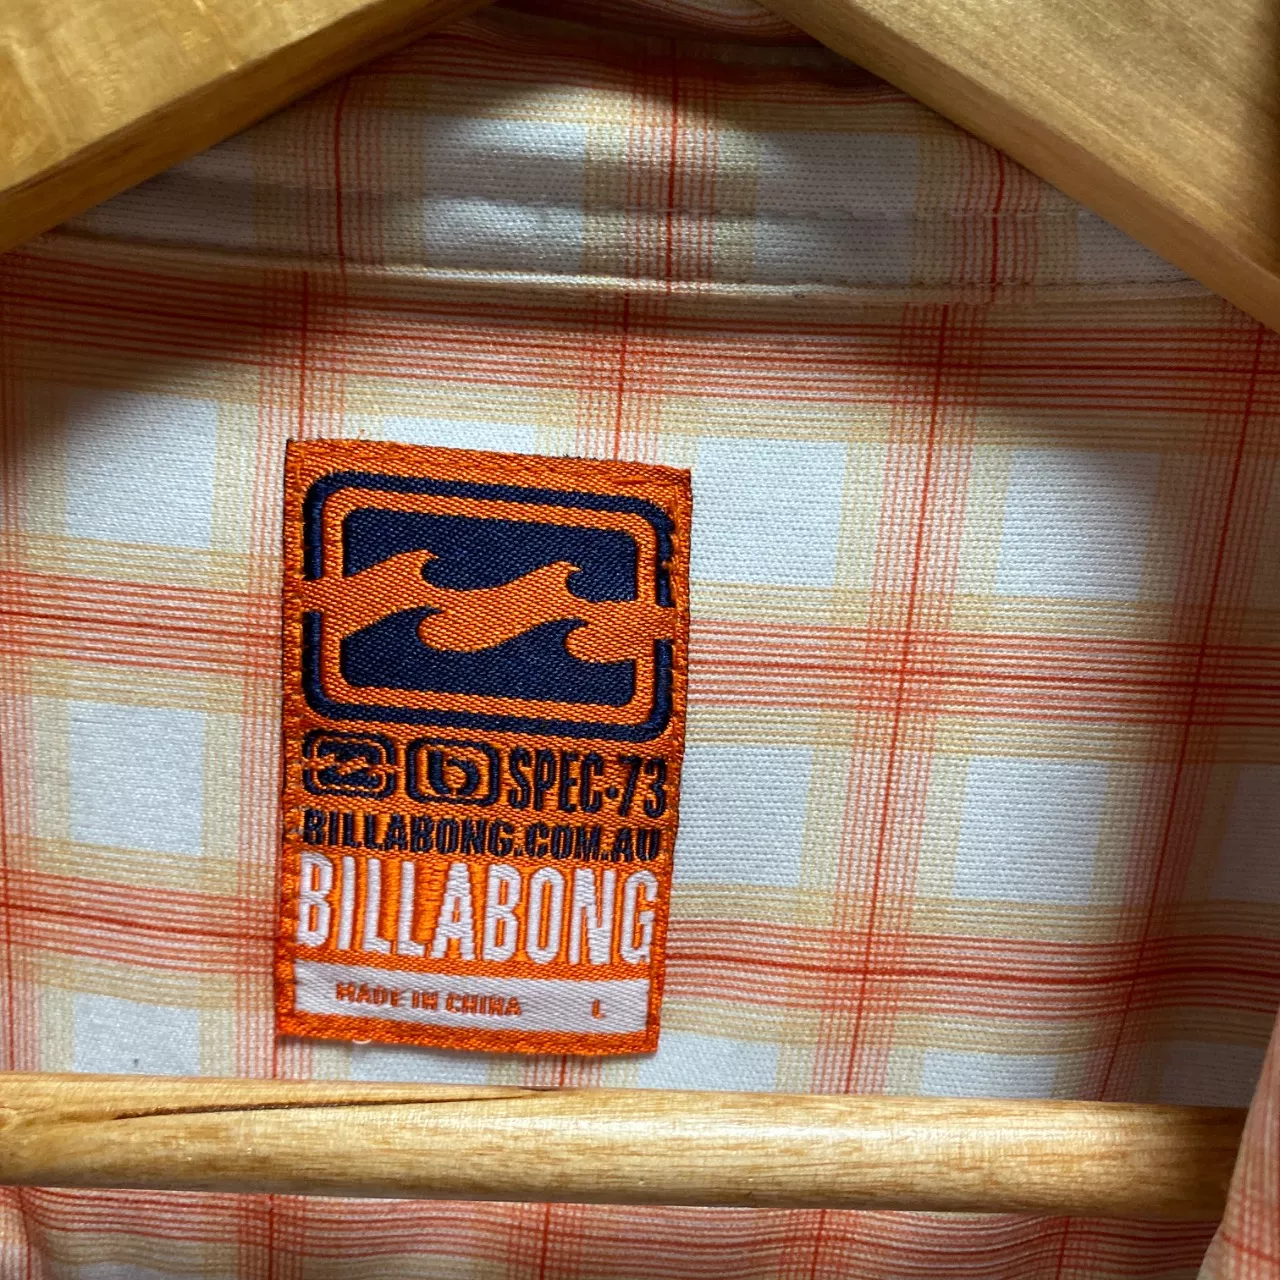 b SPEC-73
BILLABONG.COM.AU
BILLABONG
MADE IN CHINA L